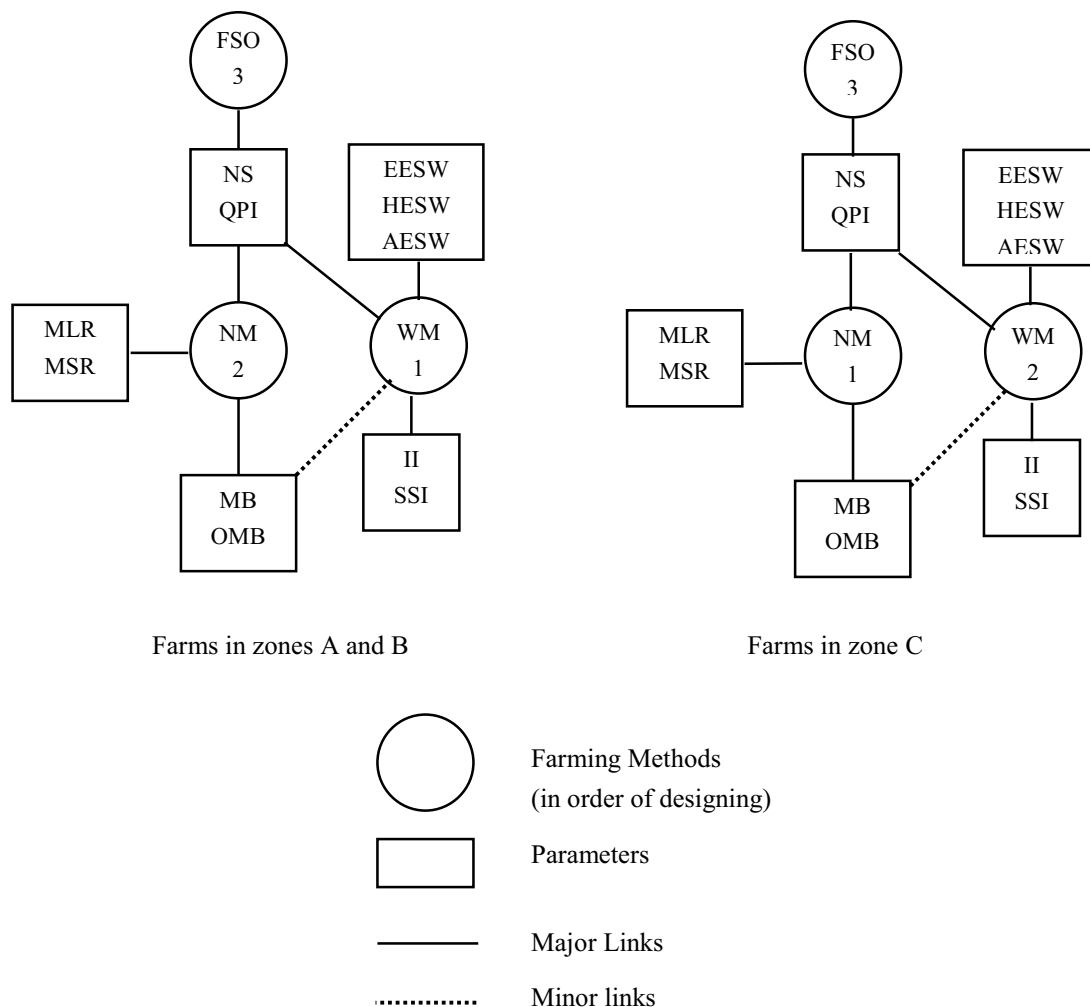 FSO
3
NS
QPI
EESW
HESW
AESW
MLR
MSR
NM
2
WM
1
MB
OMB
II
SSI
Farms in zones A and B
FSO
3
NS
QPI
EESW
HESW
AESW
MLR
MSR
NM
1
WM
2
MB
OMB
II
SSI
Farms in zone C
Farming Methods
(in order of designing)
Parameters
Major Links
Minor links